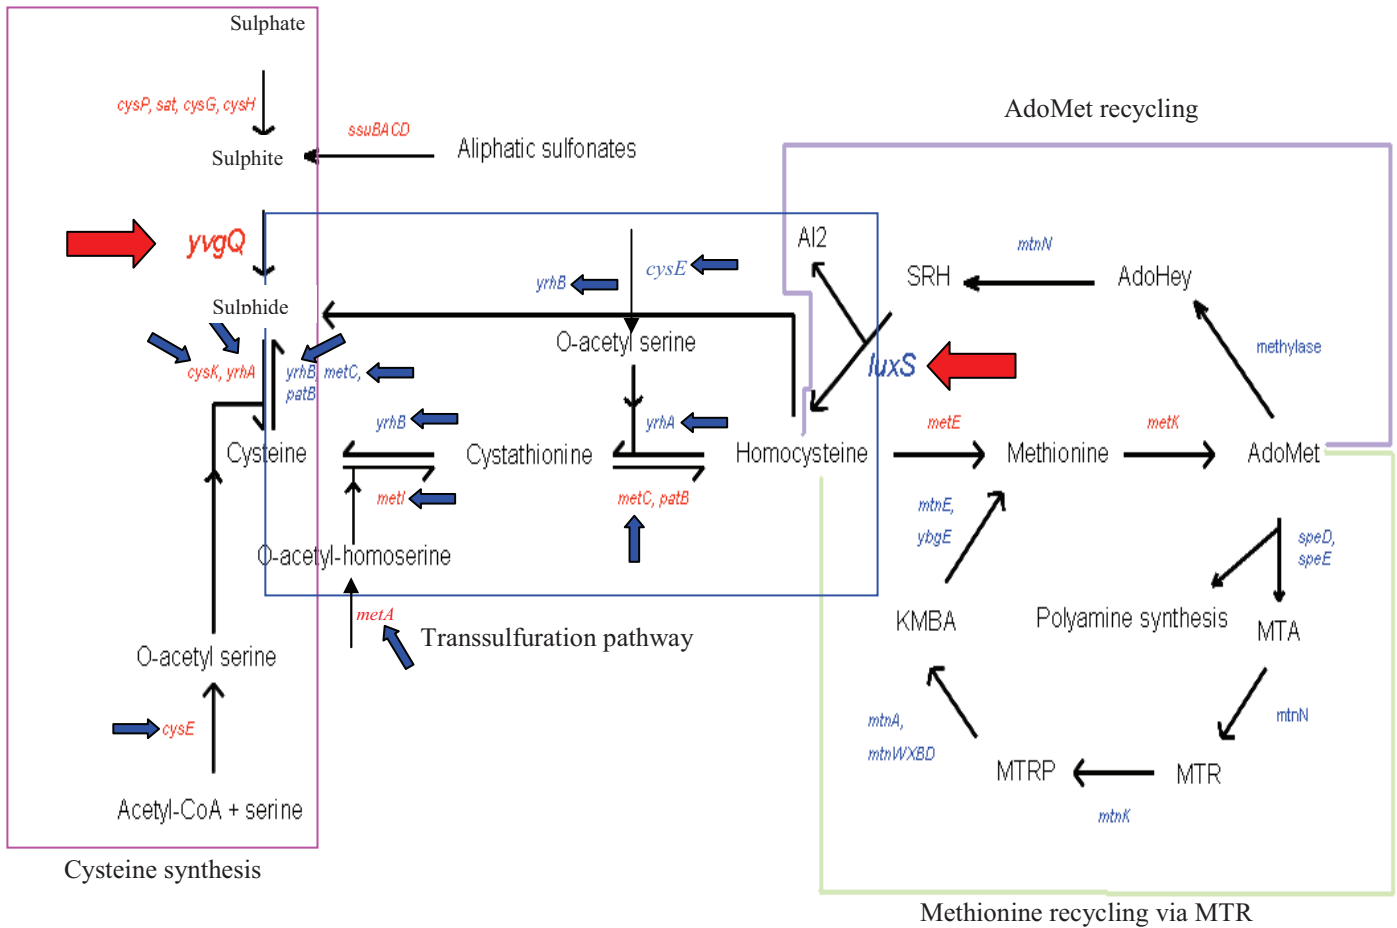 Sulphate
cysP, sat, cysG, cysH
Sulphite
ssuBACD
Aliphatic sulfonates
AdoMet recycling
yvgQ
Sulphide
yrhB
cysE
AI2
SRH
mtnN
AdoHey
O-acetyl serine
luxS
methylase
cysK, yrhA
yrhB metC,
patB
yrhB
yrhA
metE
metK
Cysteine
Cystathionine
Homocysteine
Methionine
AdoMet
metI
metC, patB
mtnE,
ybgE
speD,
speE
O-acetyl-homoserine
metA
Transsulfuration pathway
KMBA
Polyamine synthesis
MTA
O-acetyl serine
cysE
mtnA,
mtnWXBD
mtnN
MTRP
MTR
mtnK
Acetyl-CoA + serine
Cysteine synthesis
Methionine recycling via MTR